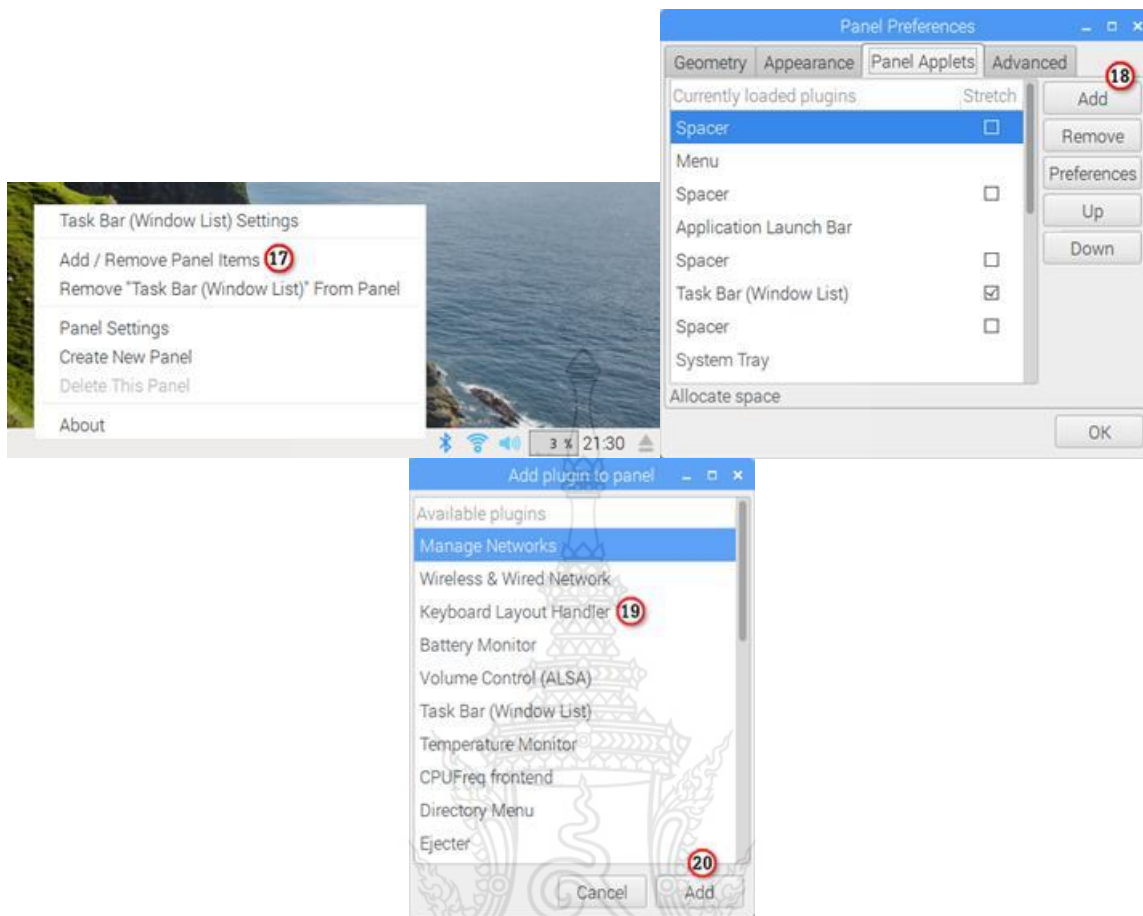 Task Bar (Window List) Settings
Add / Remove Panel Items 17
Remove "Task Bar (Window List)" From Panel
Panel Settings
Create New Panel
Delete This Panel
About
3 % 21:30
Panel Preferences
Geometry Appearance Panel Applets Advanced
18
Currently loaded plugins Stretch
Add
Spacer
Remove
Menu
Preferences
Spacer
Up
Application Launch Bar
Down
Spacer
Task Bar (Window List)
Spacer
System Tray
Allocate space
OK
Add plugin to panel
Available plugins
Manage Networks
Wireless & Wired Network
Keyboard Layout Handler 19
Battery Monitor
Volume Control (ALSA)
Task Bar (Window List)
Temperature Monitor
CPUFreq frontend
Directory Menu
Ejecter
20
Cancel Add